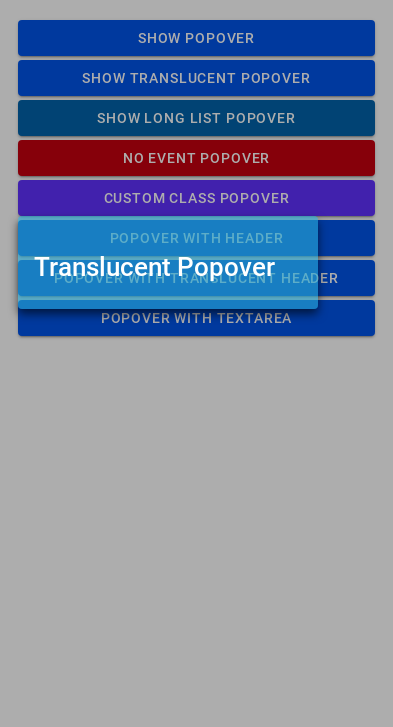 SHOW POPOVER
SHOW TRANSLUCENT POPOVER
SHOW LONG LIST POPOVER
NO EVENT POPOVER
CUSTOM CLASS POPOVER
POPOVER WITH HEADER
Translucent Popover
POPOVER WITH TRANSLUCENT HEADER
POPOVER WITH TEXTAREA